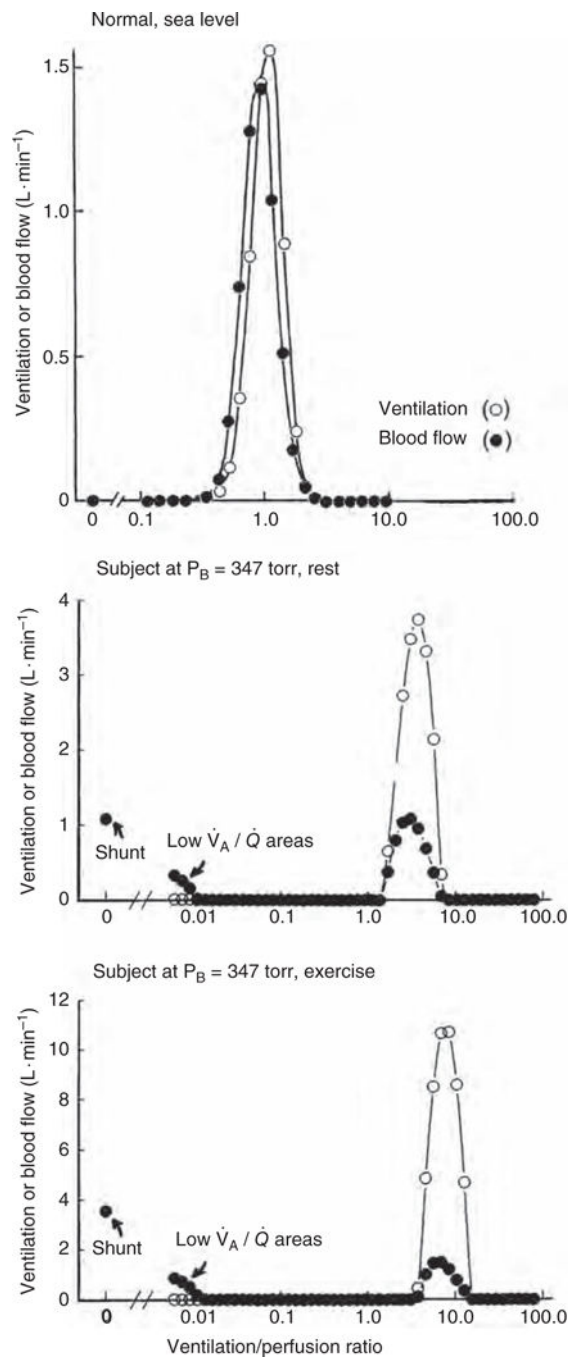 Normal, sea level
Ventilation or blood flow (L·min⁻¹)
1.5
1.0
0.5
0
Ventilation (○)
Blood flow (●)
0 0.1 1.0 10.0 100.0
Subject at P_B = 347 torr, rest
Ventilation or blood flow (L·min⁻¹)
4
3
2
1
0
Shunt
Low V̇_A / Q̇ areas
0 0.01 0.1 1.0 10.0 100.0
Subject at P_B = 347 torr, exercise
Ventilation or blood flow (L·min⁻¹)
12
10
8
6
4
2
0
Shunt
Low V̇_A / Q̇ areas
0 0.01 0.1 1.0 10.0 100.0
Ventilation/perfusion ratio